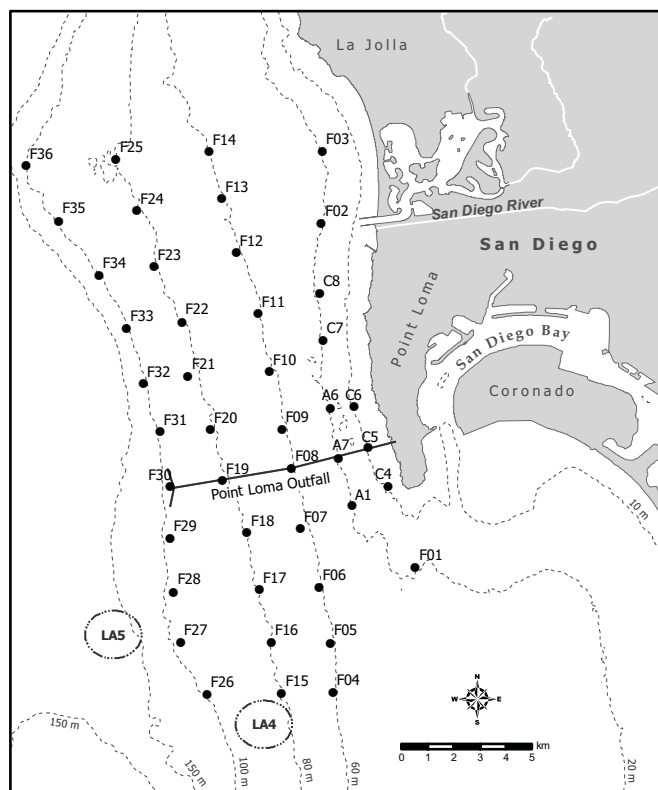 La Jolla
F36
F25
F14
F03
F35
F24
F13
F02
San Diego River
San Diego
F34
F23
F12
C8
Point Loma
F33
F22
F11
C7
San Diego Bay
F32
F21
F10
A6
C6
Coronado
F31
F20
F09
A7
C5
F30
F19
F08
Point Loma Outfall
C4
A1
10 m
F29
F18
F07
F01
F28
F17
F06
LA5
F27
F16
F05
F26
F15
F04
LA4
N
W
E
S
150 m
150 m
100 m
80 m
60 m
20 m
km
0 1 2 3 4 5